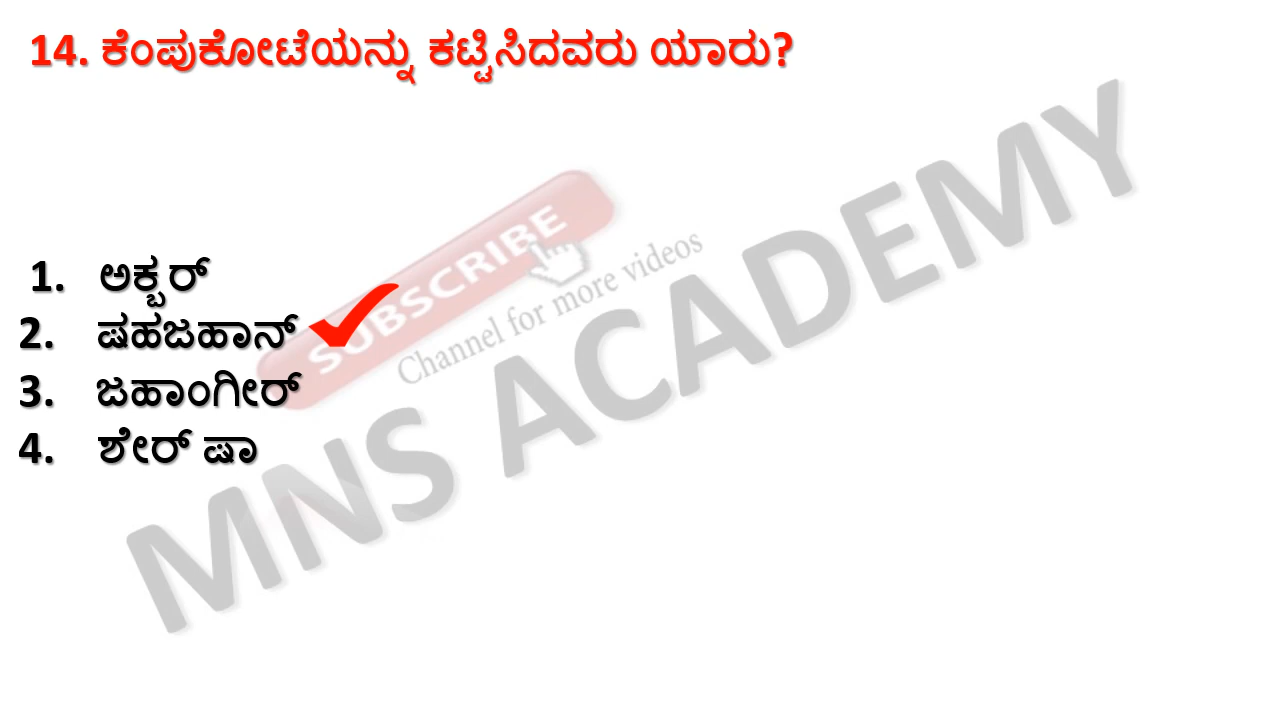 14. ಕೆಂಪುಕೋಟೆಯನ್ನು ಕಟ್ಟಿಸಿದವರು ಯಾರು?
1. ಅಕ್ಬರ್
2. ಷಹಜಹಾನ್
3. ಜಹಾಂಗೀರ್
4. ಶೇರ್ ಷಾ
SUBSCRIBE
Channel for more videos
MNS ACADEMY